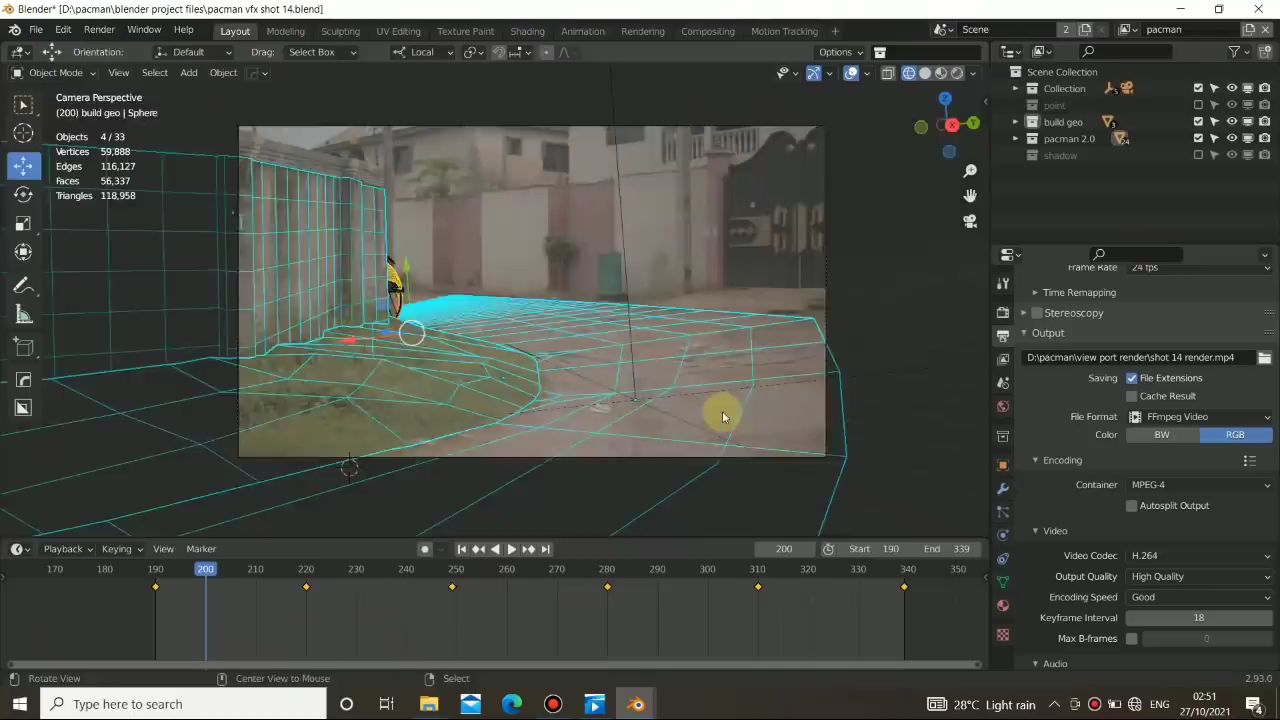 Blender* [D:\pacman\blender project files\pacman vfx shot 14.blend]
File Edit Render Window Help Layout Modeling Sculpting UV Editing Texture Paint Shading Animation Rendering Compositing Motion Tracking + Scene 2 pacman
Orientation: Default Drag: Select Box Local Options
Object Mode View Select Add Object
Camera Perspective
(200) build geo | Sphere
Objects 4 / 33
Vertices 59,888
Edges 116,127
Faces 56,337
Triangles 118,958
Z
Y
X
Scene Collection
Collection 5
point
build geo 3
pacman 2.0 24
shadow
Frame Rate 24 fps
Time Remapping
Stereoscopy
Output
D:\pacman\view port render\shot 14 render.mp4
Saving File Extensions
Cache Result
File Format FFmpeg Video
Color BW RGB
Encoding
Container MPEG-4
Autosplit Output
Video
Video Codec H.264
Output Quality High Quality
Encoding Speed Good
Keyframe Interval 18
Max B-frames 0
Audio
Playback Keying View Marker 200 Start 190 End 339
170 180 190 200 210 220 230 240 250 260 270 280 290 300 310 320 330 340 350
Rotate View Center View to Mouse Select 2.93.0
Type here to search
28°C Light rain ENG
02:51
27/10/2021
4